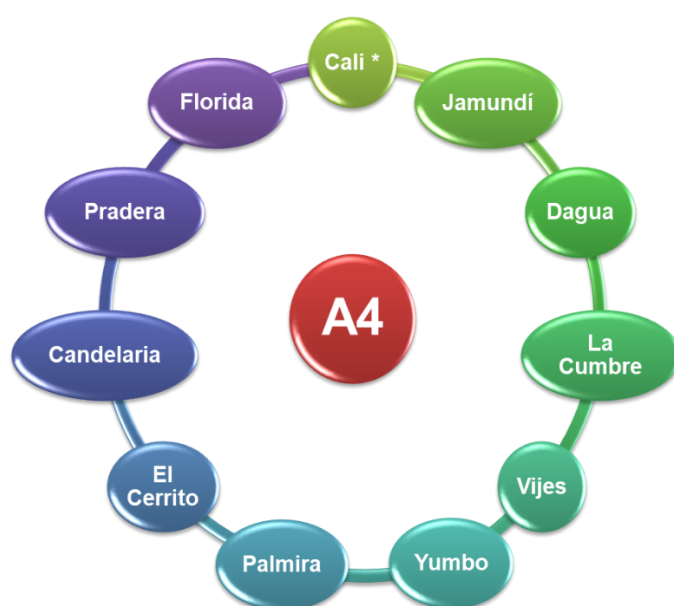 Cali *
Jamundí
Dagua
La
Cumbre
Vijes
Yumbo
Palmira
El
Cerrito
Candelaria
Pradera
Florida
A4